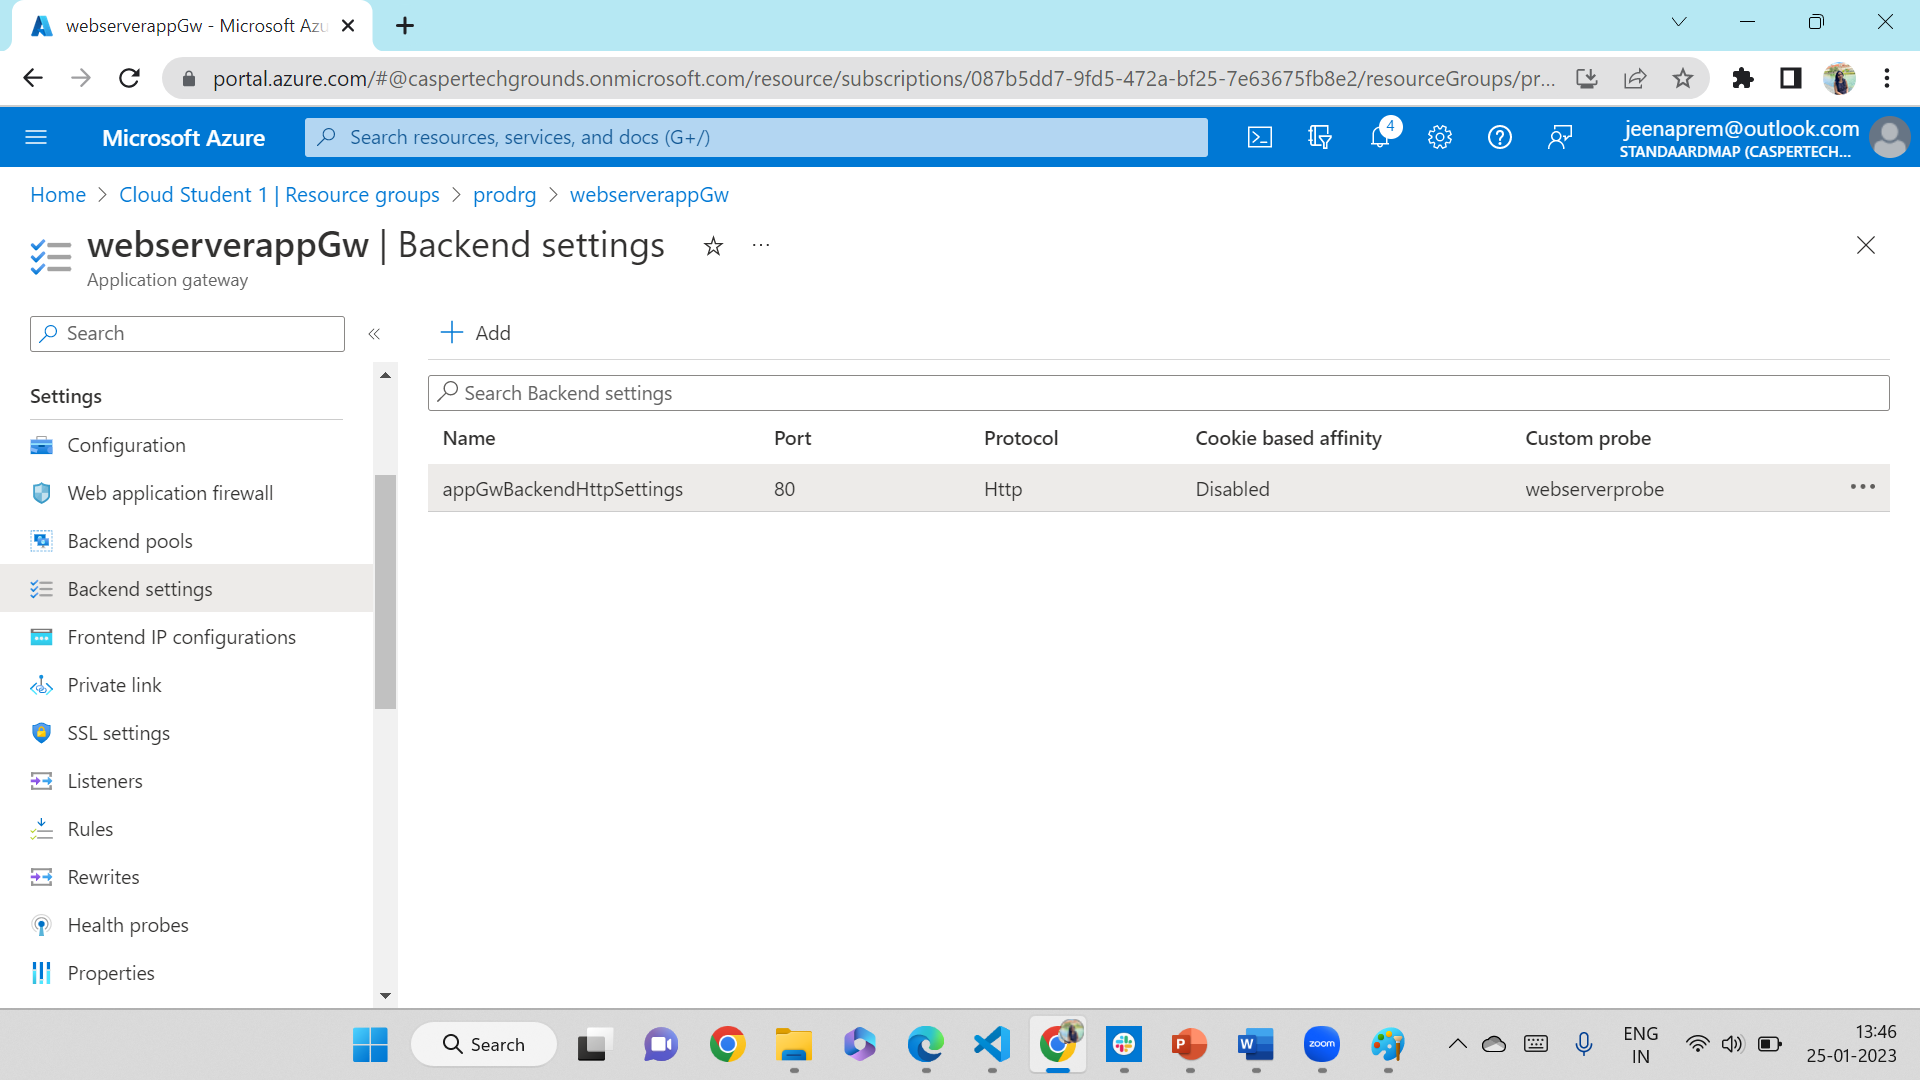 webserverappGw - Microsoft Azu
portal.azure.com/#@caspertechgrounds.onmicrosoft.com/resource/subscriptions/087b5dd7-9fd5-472a-bf25-7e63675fb8e2/resourceGroups/pr...
Microsoft Azure
Search resources, services, and docs (G+/)
4
jeenaprem@outlook.com
STANDAARDMAP (CASPERTECH...
Home > Cloud Student 1 | Resource groups > prodrg > webserverappGw
webserverappGw | Backend settings
Application gateway
Search
Add
Search Backend settings
Name Port Protocol Cookie based affinity Custom probe
appGwBackendHttpSettings 80 Http Disabled webserverprobe
Settings
Configuration
Web application firewall
Backend pools
Backend settings
Frontend IP configurations
Private link
SSL settings
Listeners
Rules
Rewrites
Health probes
Properties
Search
zoom
ENG
IN
13:46
25-01-2023